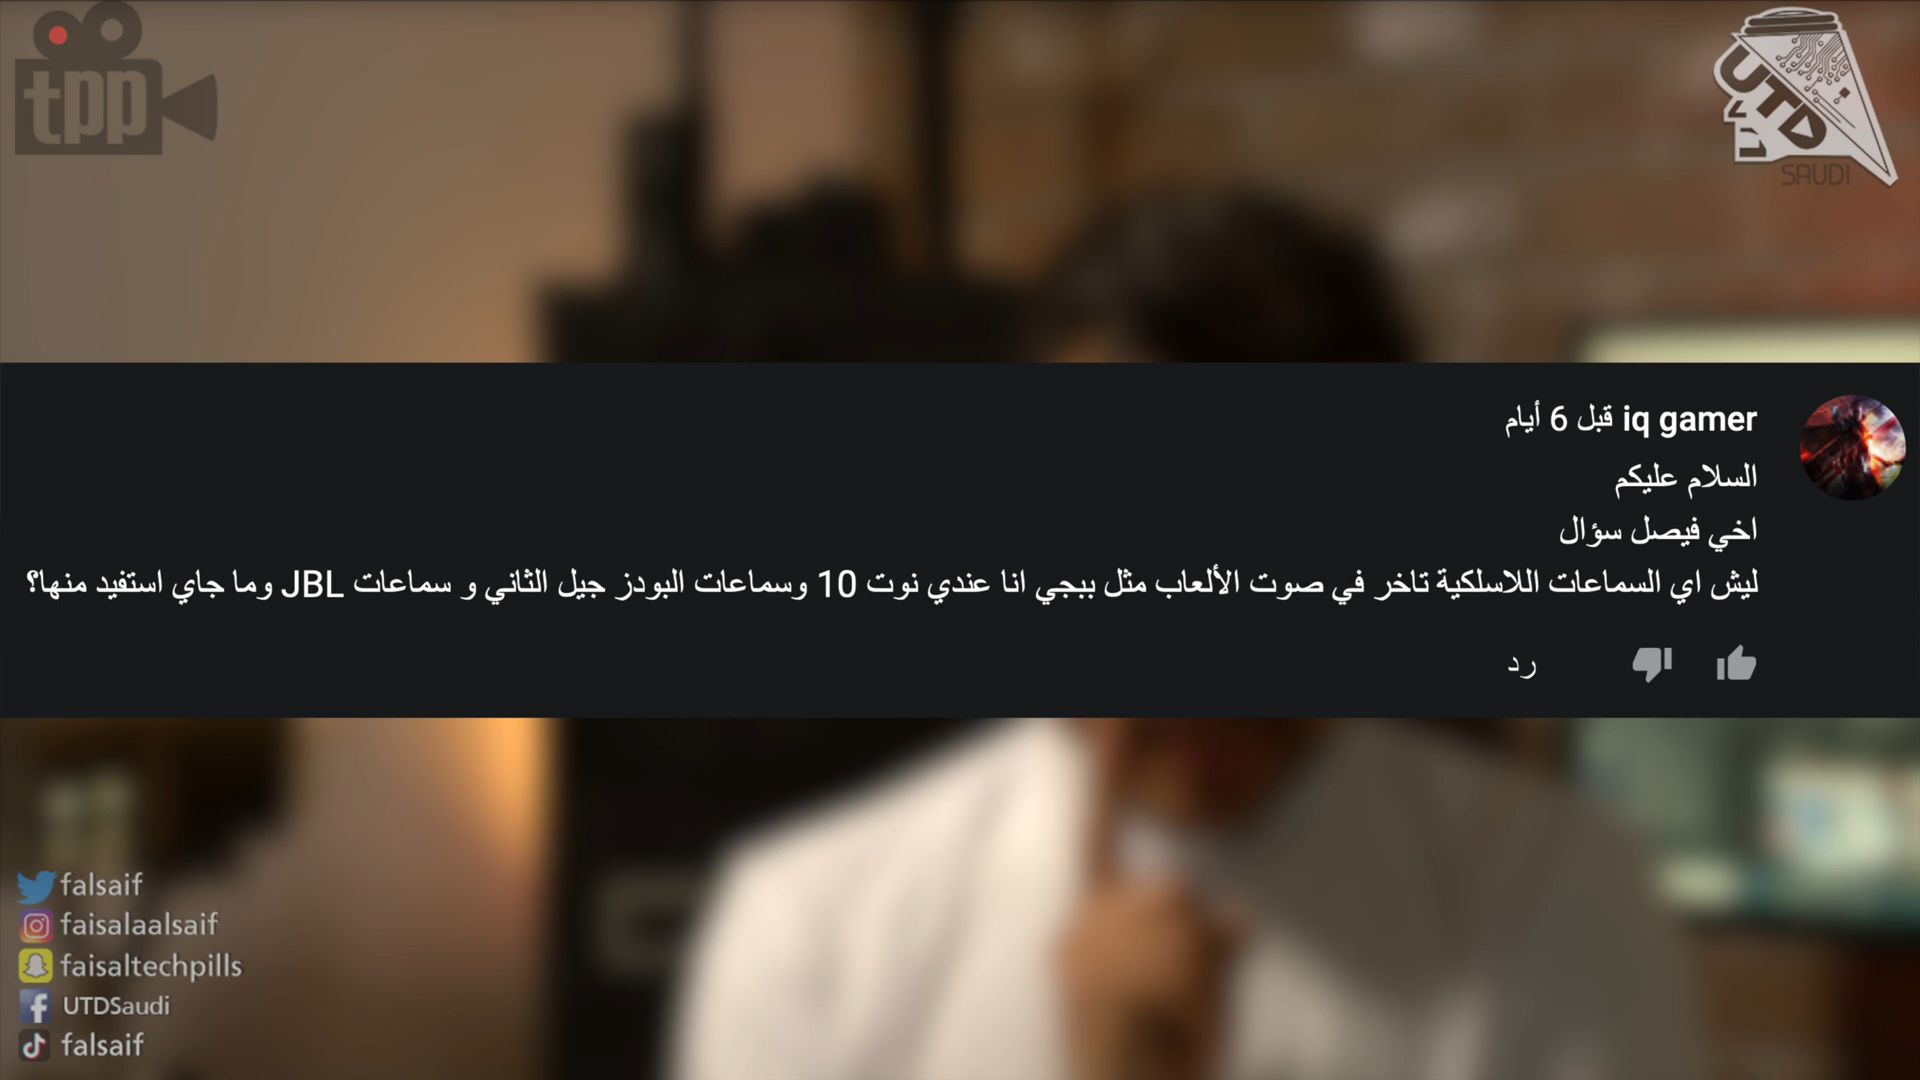 tpp
UTD
بالعربي
SAUDI
iq gamer قبل 6 أيام
السلام عليكم
اخي فيصل سؤال
ليش اي السماعات اللاسلكية تاخر في صوت الألعاب مثل ببجي انا عندي نوت 10 وسماعات البودز جيل الثاني و سماعات JBL وما جاي استفيد منها؟
رد
falsaif
faisalaalsaif
faisaltechpills
UTDSaudi
falsaif